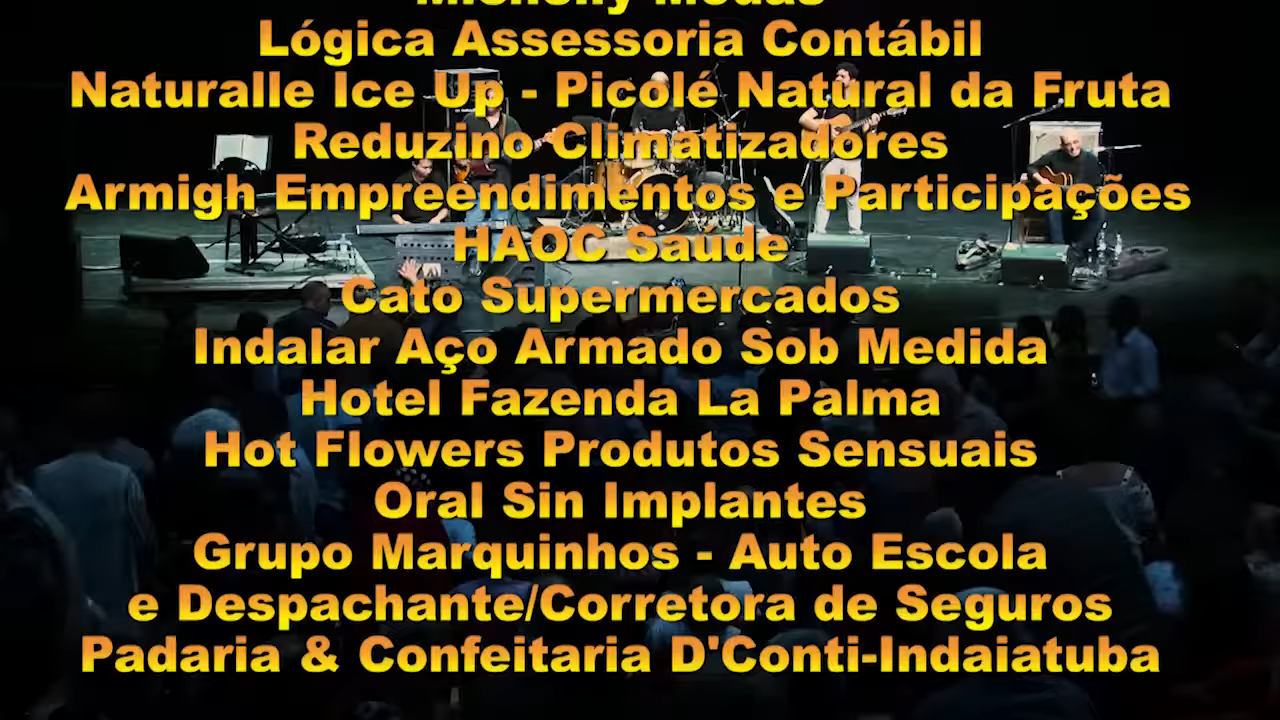 Lógica Assessoria Contábil
Naturalle Ice Up - Picolé Natural da Fruta
Reduzino Climatizadores
Armigh Empreendimentos e Participações
HAOC Saúde
Cato Supermercados
Indalar Aço Armado Sob Medida
Hotel Fazenda La Palma
Hot Flowers Produtos Sensuais
Oral Sin Implantes
Grupo Marquinhos - Auto Escola
e Despachante/Corretora de Seguros
Padaria & Confeitaria D'Conti-Indaiatuba